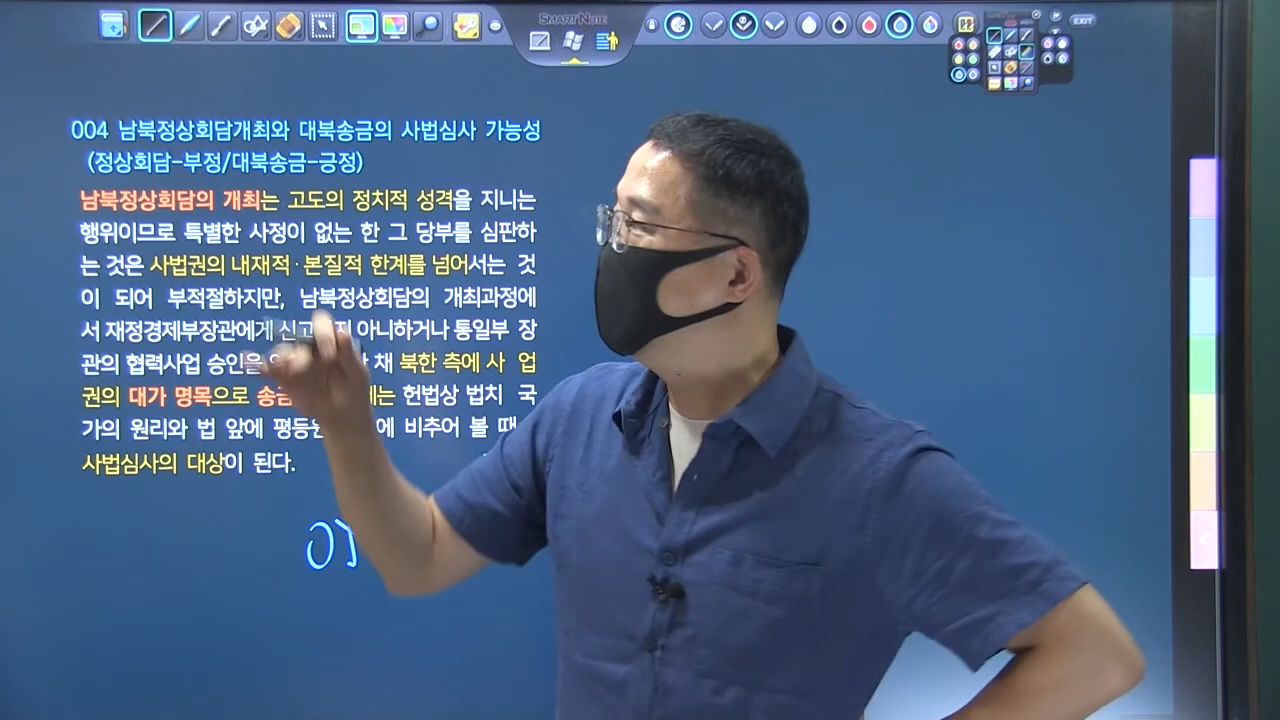 SMART NOTE
EXIT
004 남북정상회담개최와 대북송금의 사법심사 가능성
(정상회담-부정/대북송금-긍정)
남북정상회담의 개최는 고도의 정치적 성격을 지니는
행위이므로 특별한 사정이 없는 한 그 당부를 심판하
는 것은 사법권의 내재적·본질적 한계를 넘어서는 것
이 되어 부적절하지만, 남북정상회담의 개최과정에
서 재정경제부장관에게 아니하거나 통일부 장
관의 협력사업 승인을 채 북한 측에 사 업
권의 대가 명목으로 헌법상 법치 국
가의 원리와 법 앞에 비추어 볼 때
사법심사의 대상이 된다.